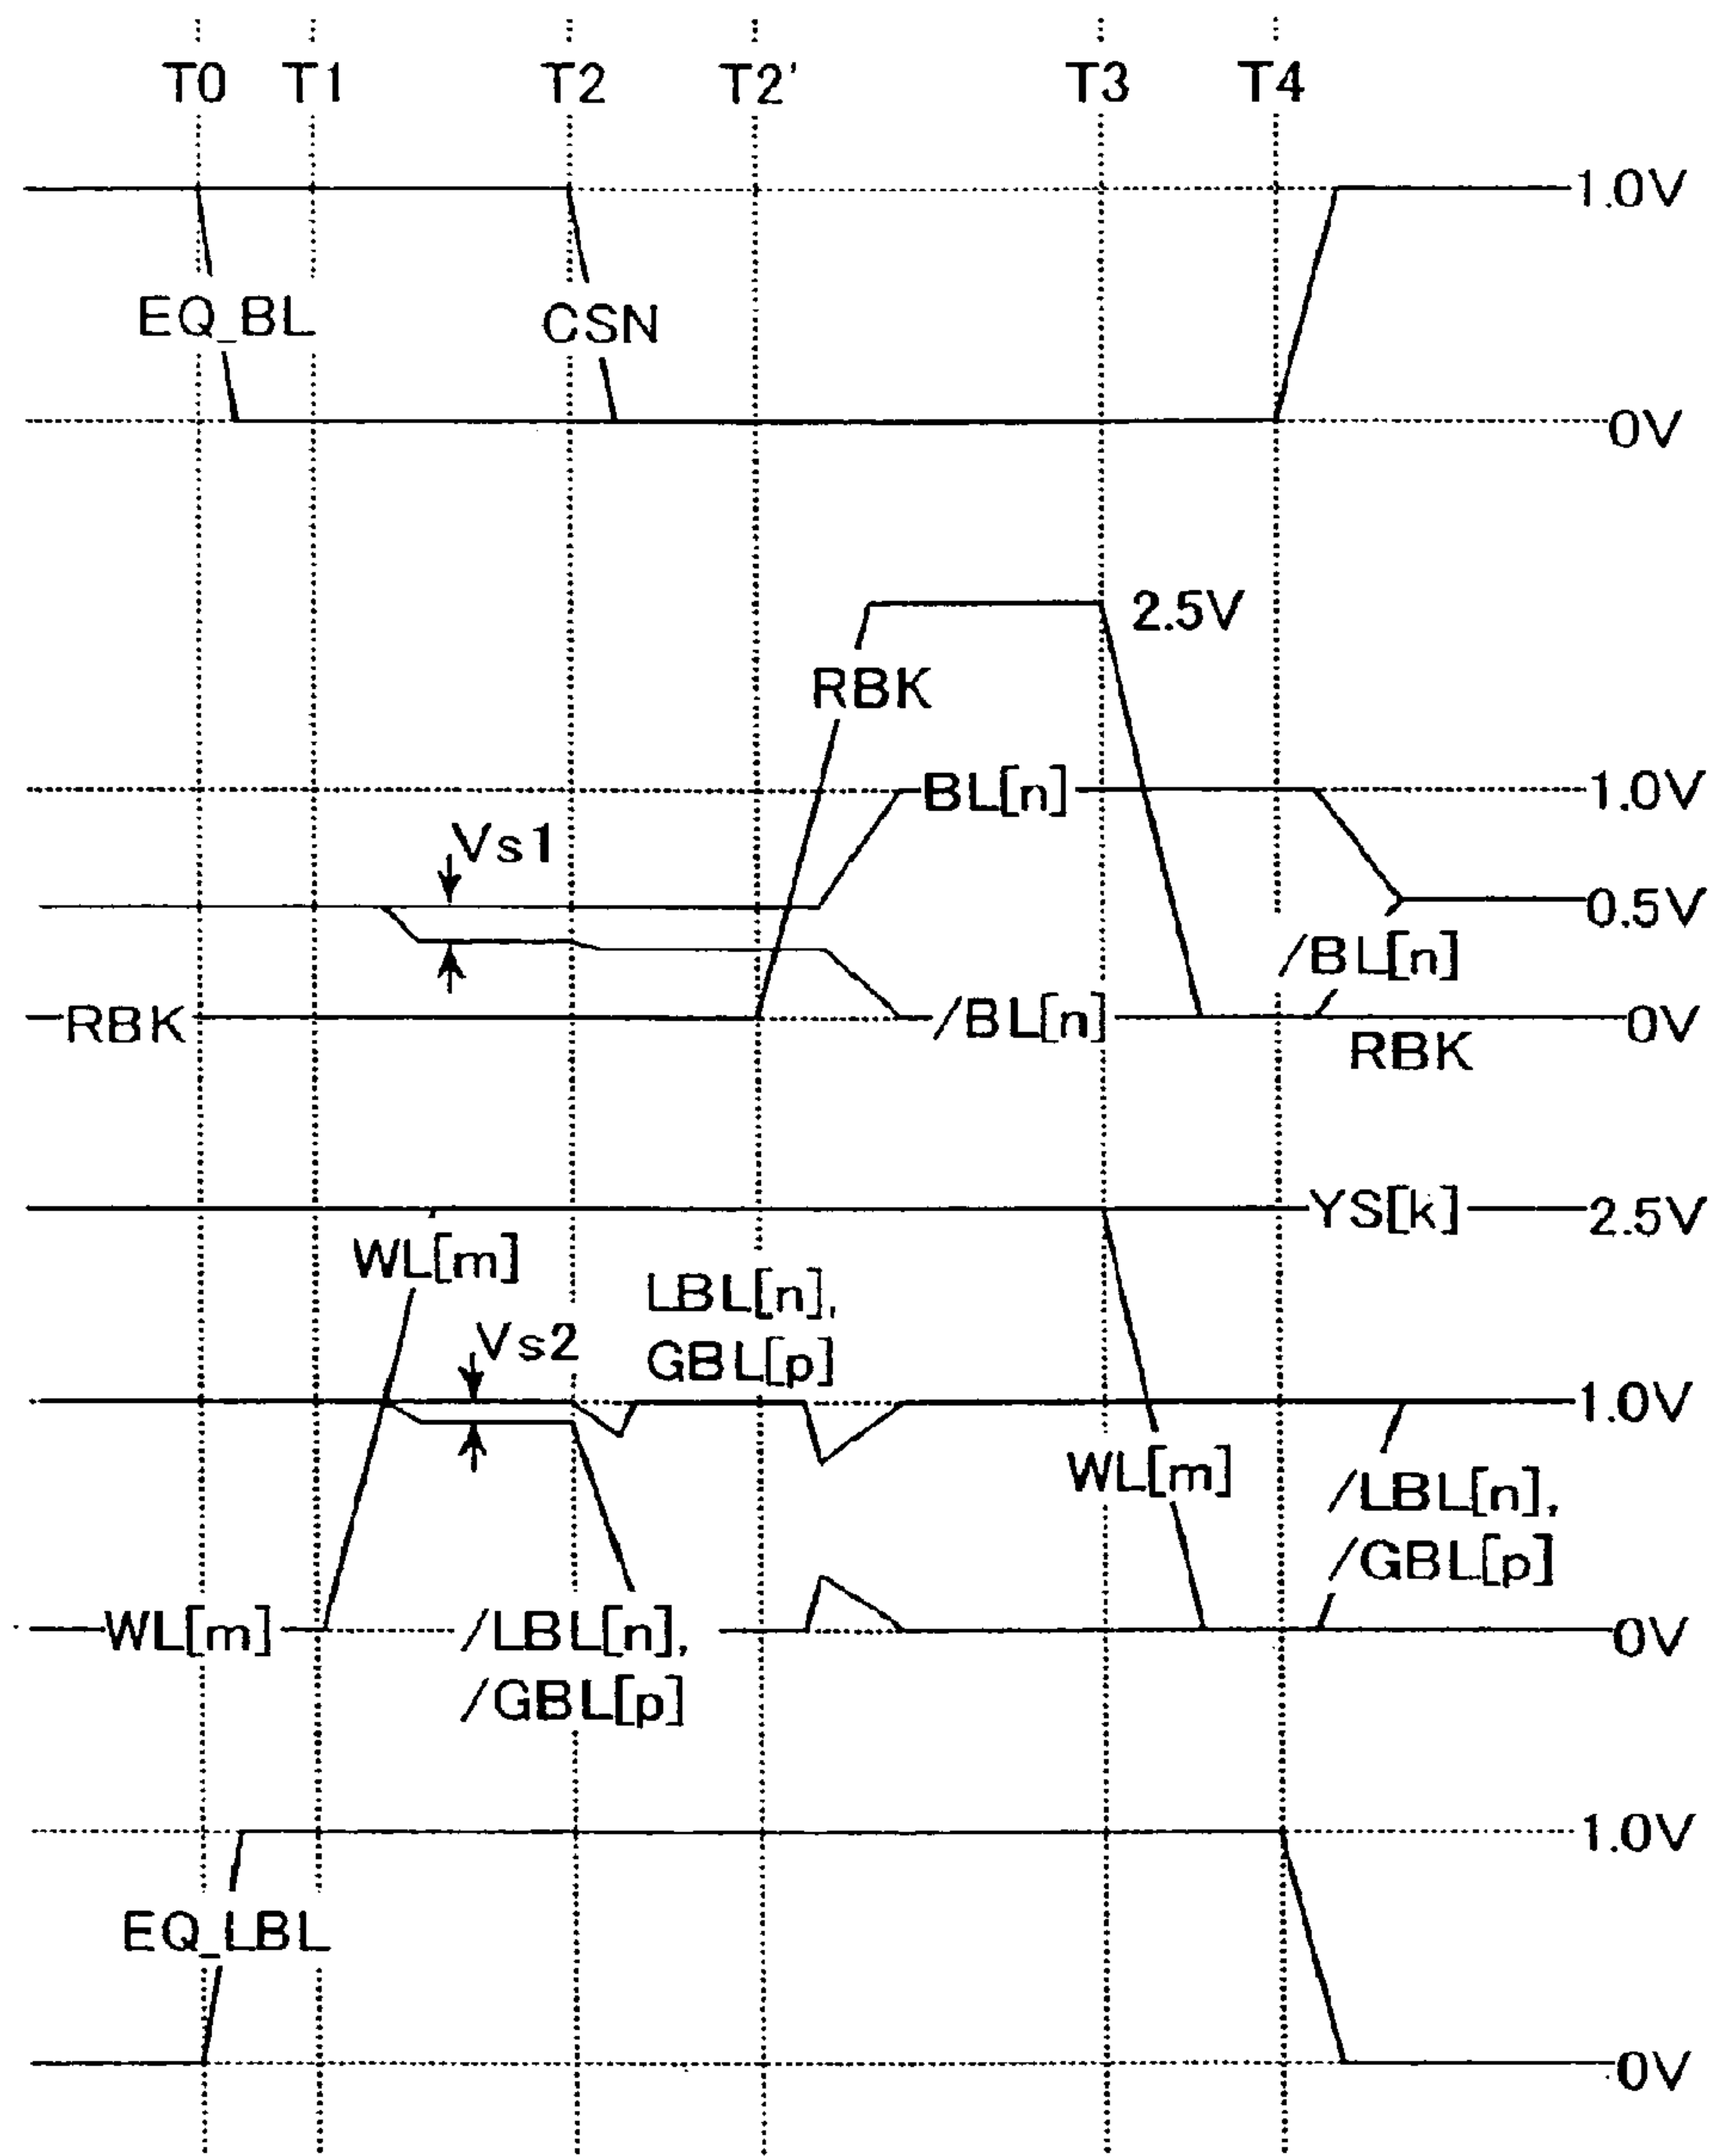 T0 T1 T2 T2' T3 T4
1.0V
EQ_BL CSN
0V
2.5V
RBK
BL[n] 1.0V
Vs1
0.5V
/BL[n]
RBK /BL[n] 0V
RBK
YS[k] 2.5V
WL[m]
LBL[n],
GBL[p]
Vs2
1.0V
WL[m]
/LBL[n],
/GBL[p]
WL[m] /LBL[n], 0V
/GBL[p]
1.0V
EQ_LBL
0V